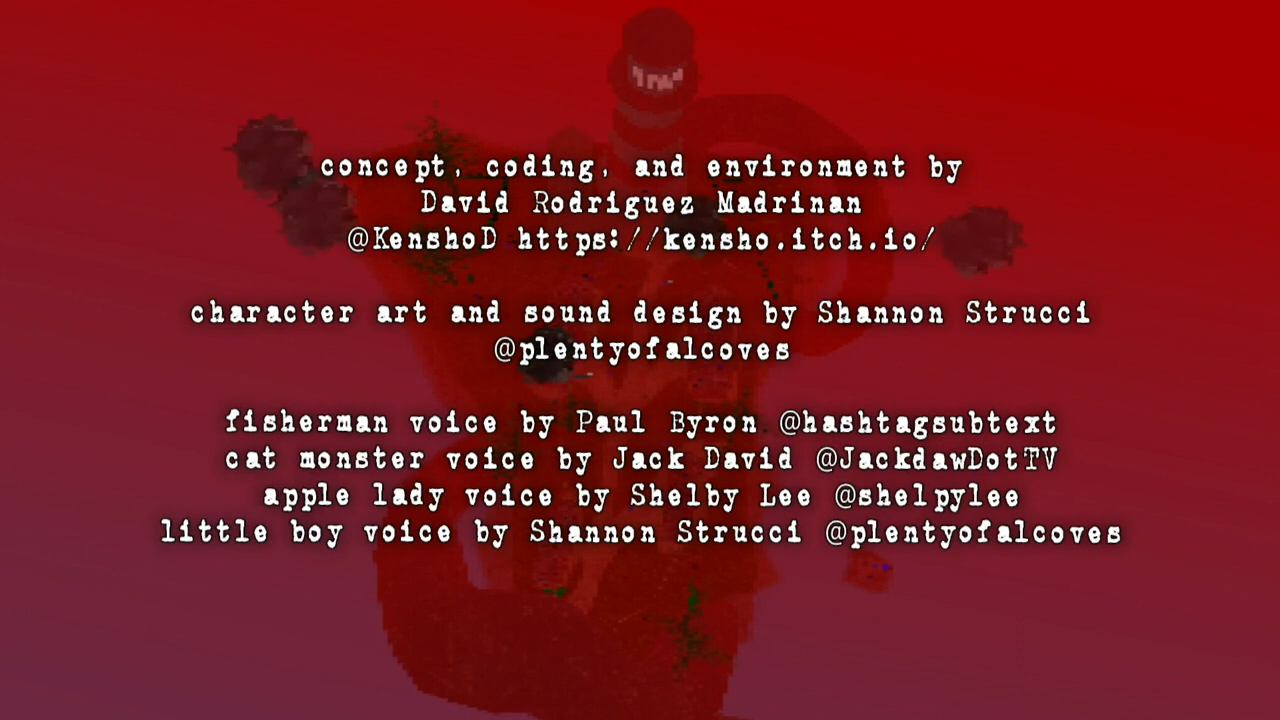 concept, coding, and environment by
David Rodriguez Madrinan
@KenshoD https://kensho.itch.io/
character art and sound design by Shannon Strucci
@plentyofalcoves
fisherman voice by Paul Byron @hashtagsubtext
cat monster voice by Jack David @JackdawDotTV
apple lady voice by Shelby Lee @shelpylee
little boy voice by Shannon Strucci @plentyofalcoves